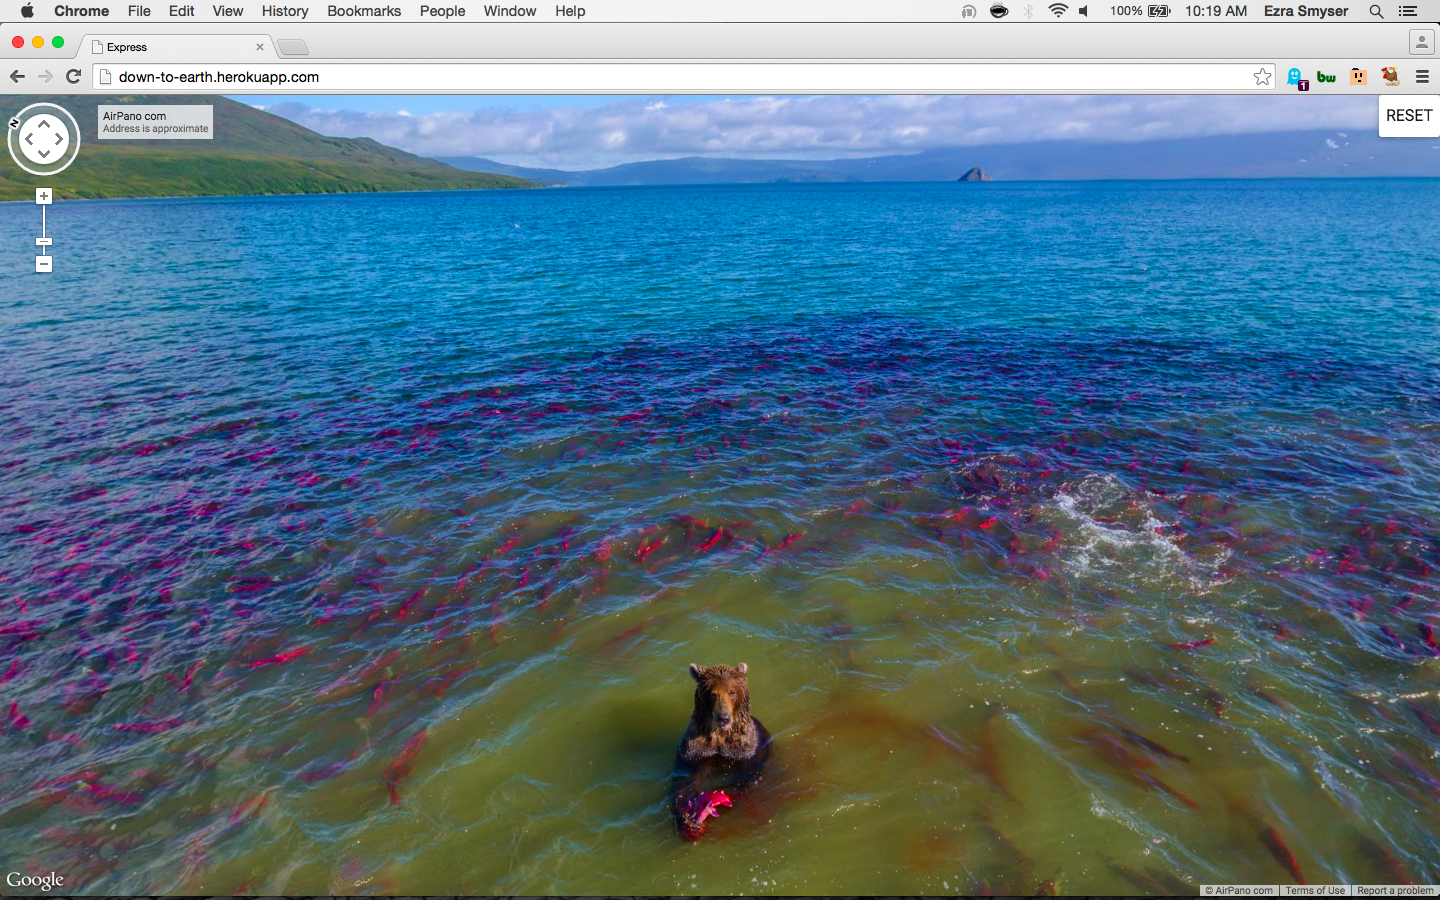 Chrome File Edit View History Bookmarks People Window Help 100% 10:19 AM Ezra Smyser
Express
down-to-earth.herokuapp.com
1
bw
N
AirPano com
Address is approximate
RESET
Google
© AirPano com Terms of Use Report a problem